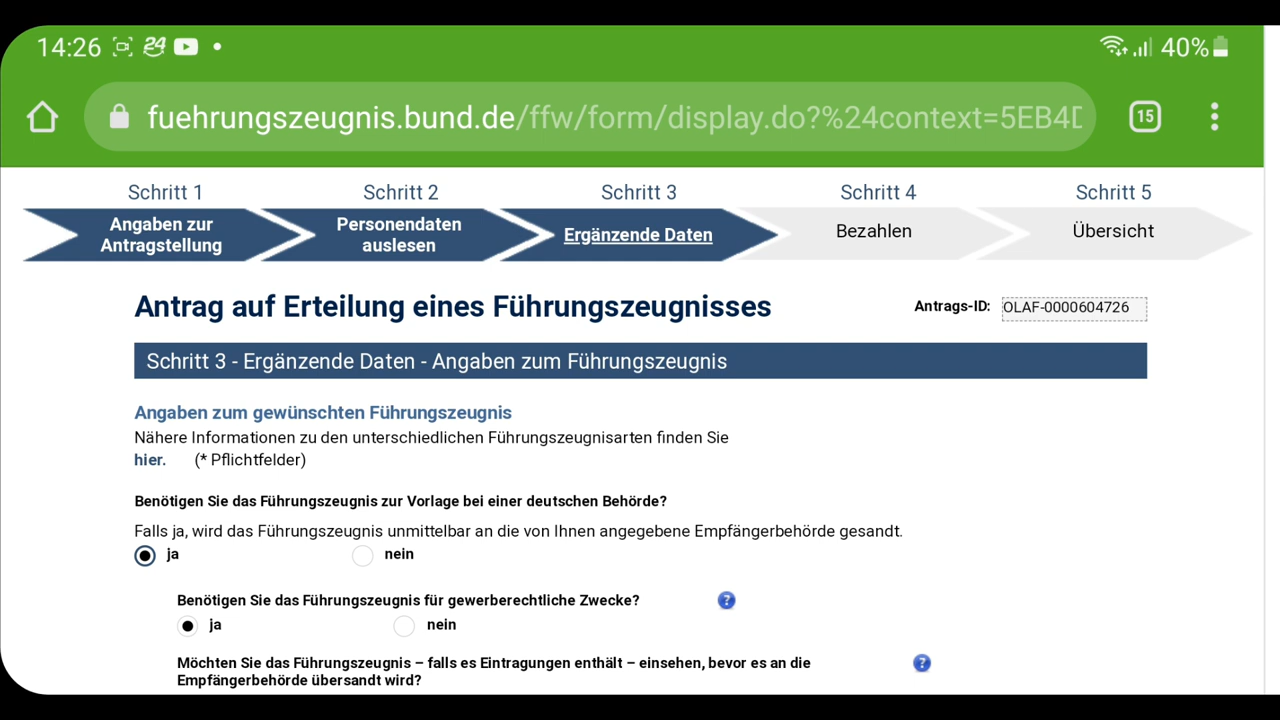 14:26 24 40%
fuehrungszeugnis.bund.de/ffw/form/display.do?%24context=5EB4D 15
Schritt 1 Schritt 2 Schritt 3 Schritt 4 Schritt 5
Angaben zur
Antragstellung
Personendaten
auslesen
Ergänzende Daten
Bezahlen
Übersicht
Antrag auf Erteilung eines Führungszeugnisses
Antrags-ID: OLAF-0000604726
Schritt 3 - Ergänzende Daten - Angaben zum Führungszeugnis
Angaben zum gewünschten Führungszeugnis
Nähere Informationen zu den unterschiedlichen Führungszeugnisarten finden Sie
hier. (* Pflichtfelder)
Benötigen Sie das Führungszeugnis zur Vorlage bei einer deutschen Behörde?
Falls ja, wird das Führungszeugnis unmittelbar an die von Ihnen angegebene Empfängerbehörde gesandt.
ja nein
Benötigen Sie das Führungszeugnis für gewerberechtliche Zwecke? ?
ja nein
Möchten Sie das Führungszeugnis – falls es Eintragungen enthält – einsehen, bevor es an die ?
Empfängerbehörde übersandt wird?